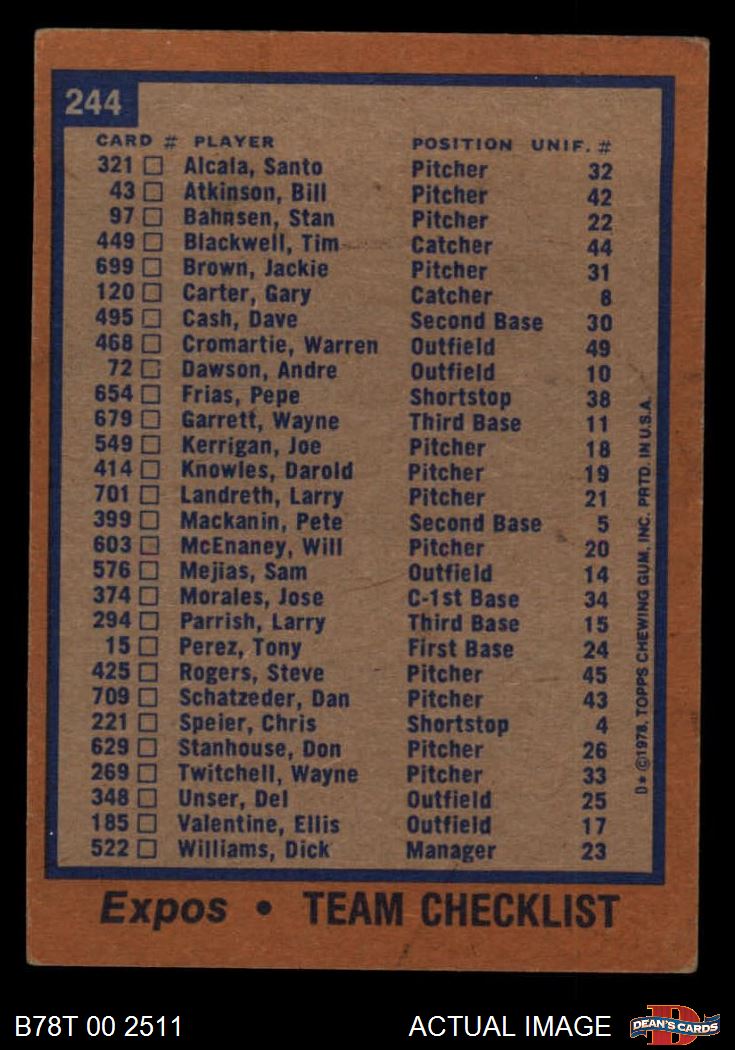 244
CARD # PLAYER POSITION UNIF. #
321 Alcala, Santo Pitcher 32
43 Atkinson, Bill Pitcher 42
97 Bahnsen, Stan Pitcher 22
449 Blackwell, Tim Catcher 44
699 Brown, Jackie Pitcher 31
120 Carter, Gary Catcher 8
495 Cash, Dave Second Base 30
468 Cromartie, Warren Outfield 49
72 Dawson, Andre Outfield 10
654 Frias, Pepe Shortstop 38
679 Garrett, Wayne Third Base 11
549 Kerrigan, Joe Pitcher 18
414 Knowles, Darold Pitcher 19
701 Landreth, Larry Pitcher 21
399 Mackanin, Pete Second Base 5
603 McEnaney, Will Pitcher 20
576 Mejias, Sam Outfield 14
374 Morales, Jose C-1st Base 34
294 Parrish, Larry Third Base 15
15 Perez, Tony First Base 24
425 Rogers, Steve Pitcher 45
709 Schatzeder, Dan Pitcher 43
221 Speier, Chris Shortstop 4
629 Stanhouse, Don Pitcher 26
269 Twitchell, Wayne Pitcher 33
348 Unser, Del Outfield 25
185 Valentine, Ellis Outfield 17
522 Williams, Dick Manager 23
D* ©1978, TOPPS CHEWING GUM, INC. PRTD. IN U.S.A.
Expos • TEAM CHECKLIST
B78T 00 2511 ACTUAL IMAGE
D
DEAN'S CARDS